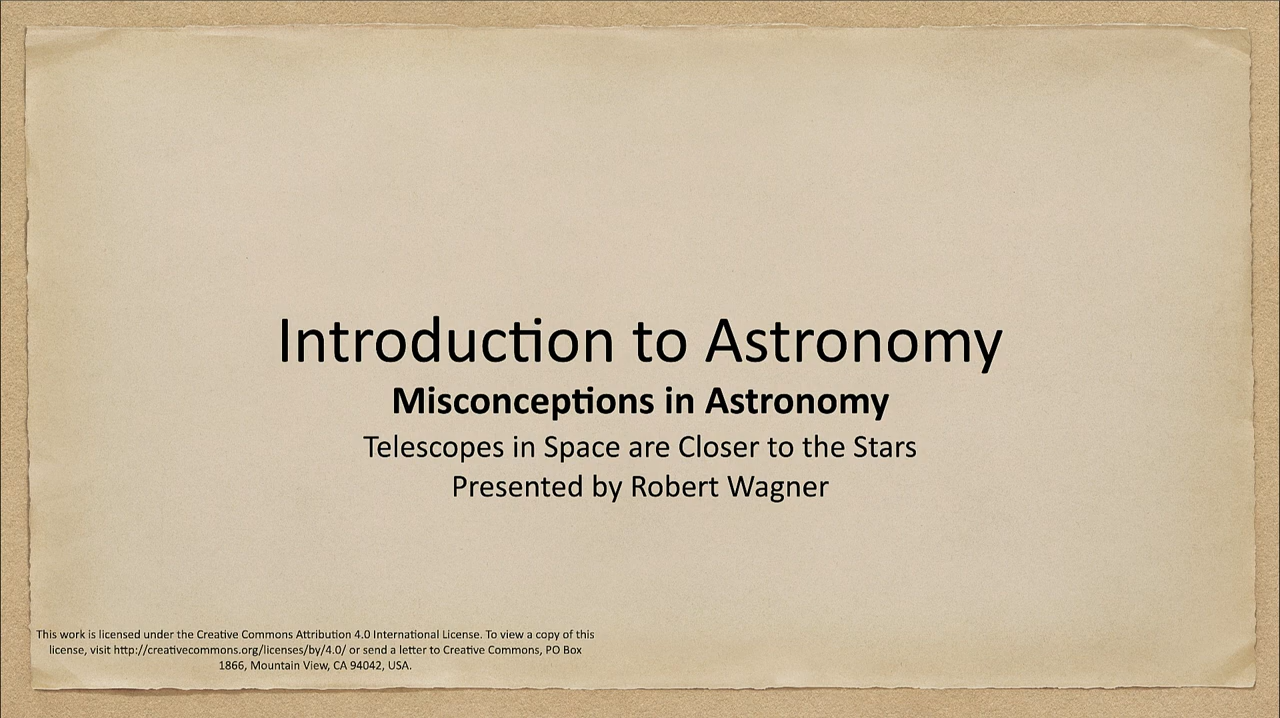 Introduction to Astronomy
Misconceptions in Astronomy
Telescopes in Space are Closer to the Stars
Presented by Robert Wagner
This work is licensed under the Creative Commons Attribution 4.0 International License. To view a copy of this
license, visit http://creativecommons.org/licenses/by/4.0/ or send a letter to Creative Commons, PO Box
1866, Mountain View, CA 94042, USA.